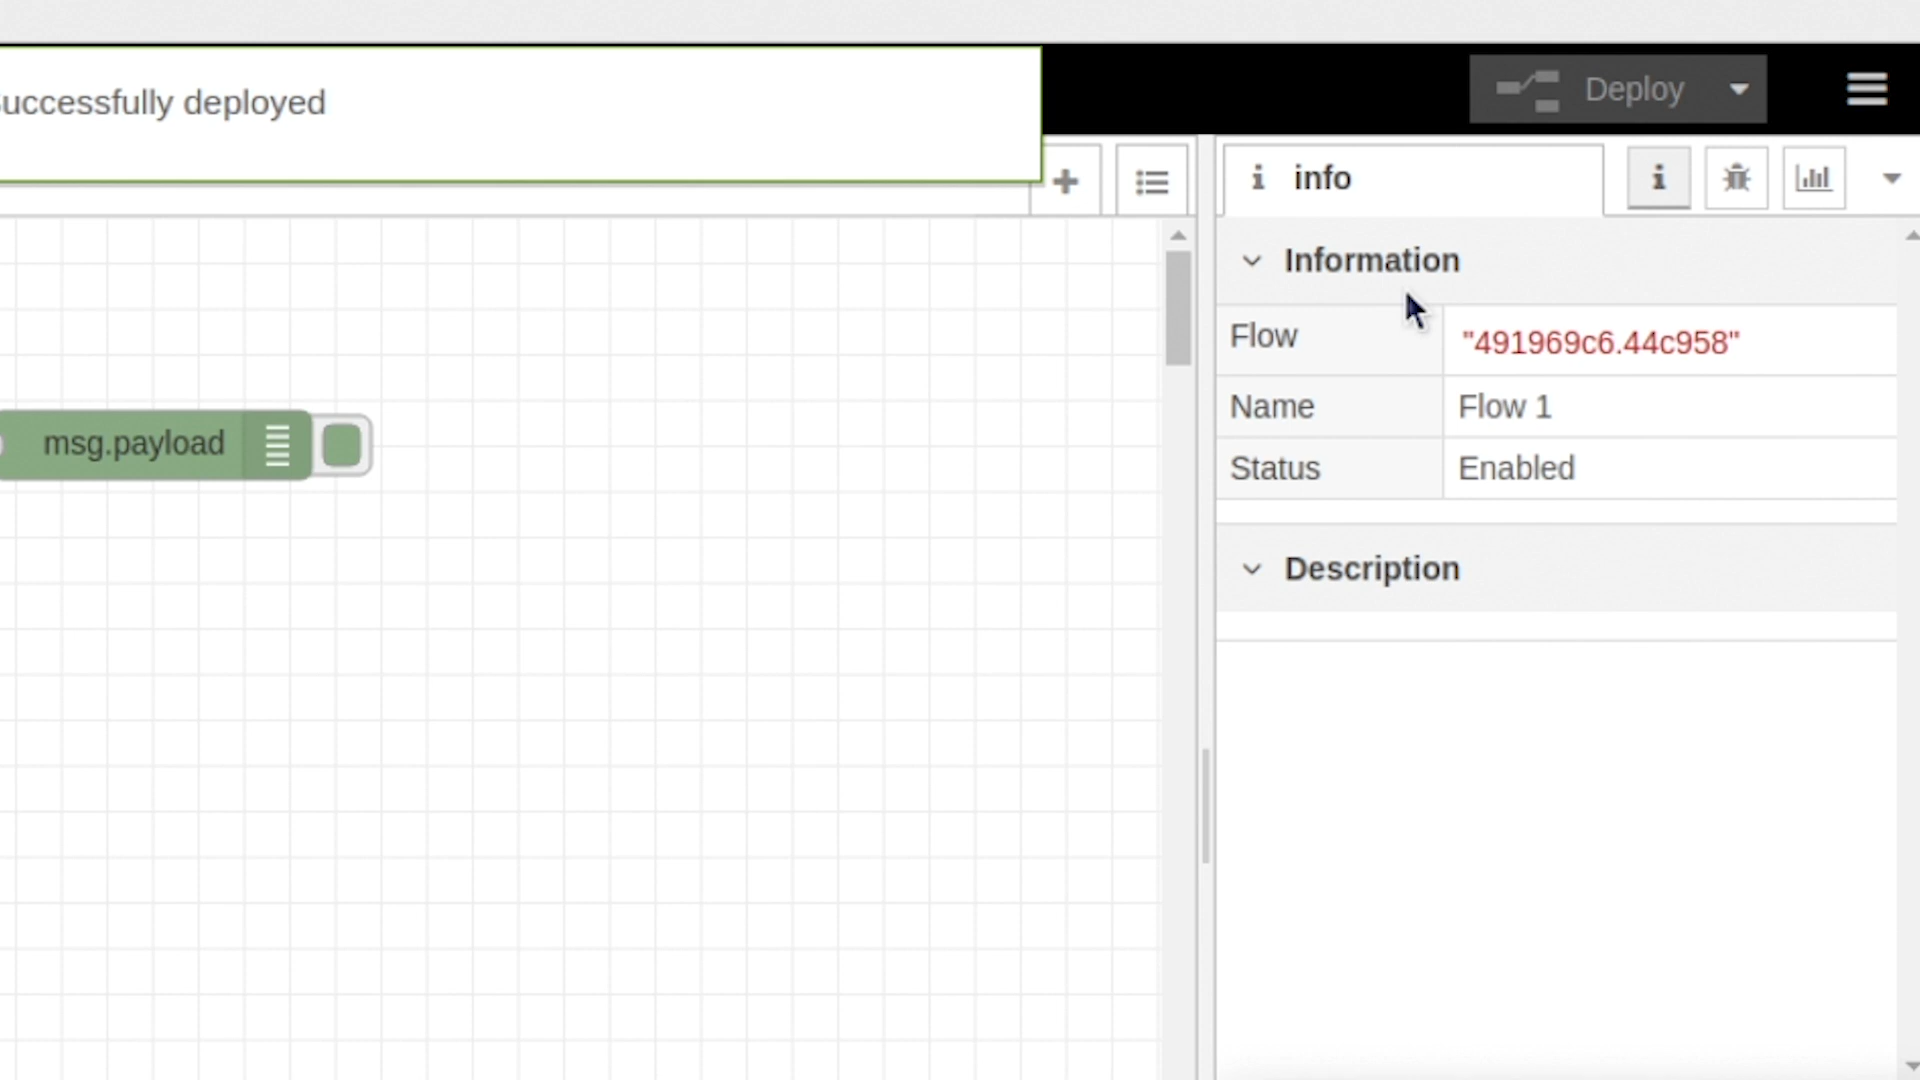 uccessfully deployed
Deploy
info
Information
Flow "491969c6.44c958"
Name Flow 1
Status Enabled
msg.payload
Description